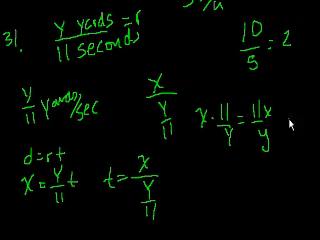 31.
Y yards = r
11 seconds
10/5 = 2
Y/11 Yards/sec
X / (Y/11)
X · 11/Y = 11X/y
d = rt
X = Y/11 t
t = X / (Y/11)